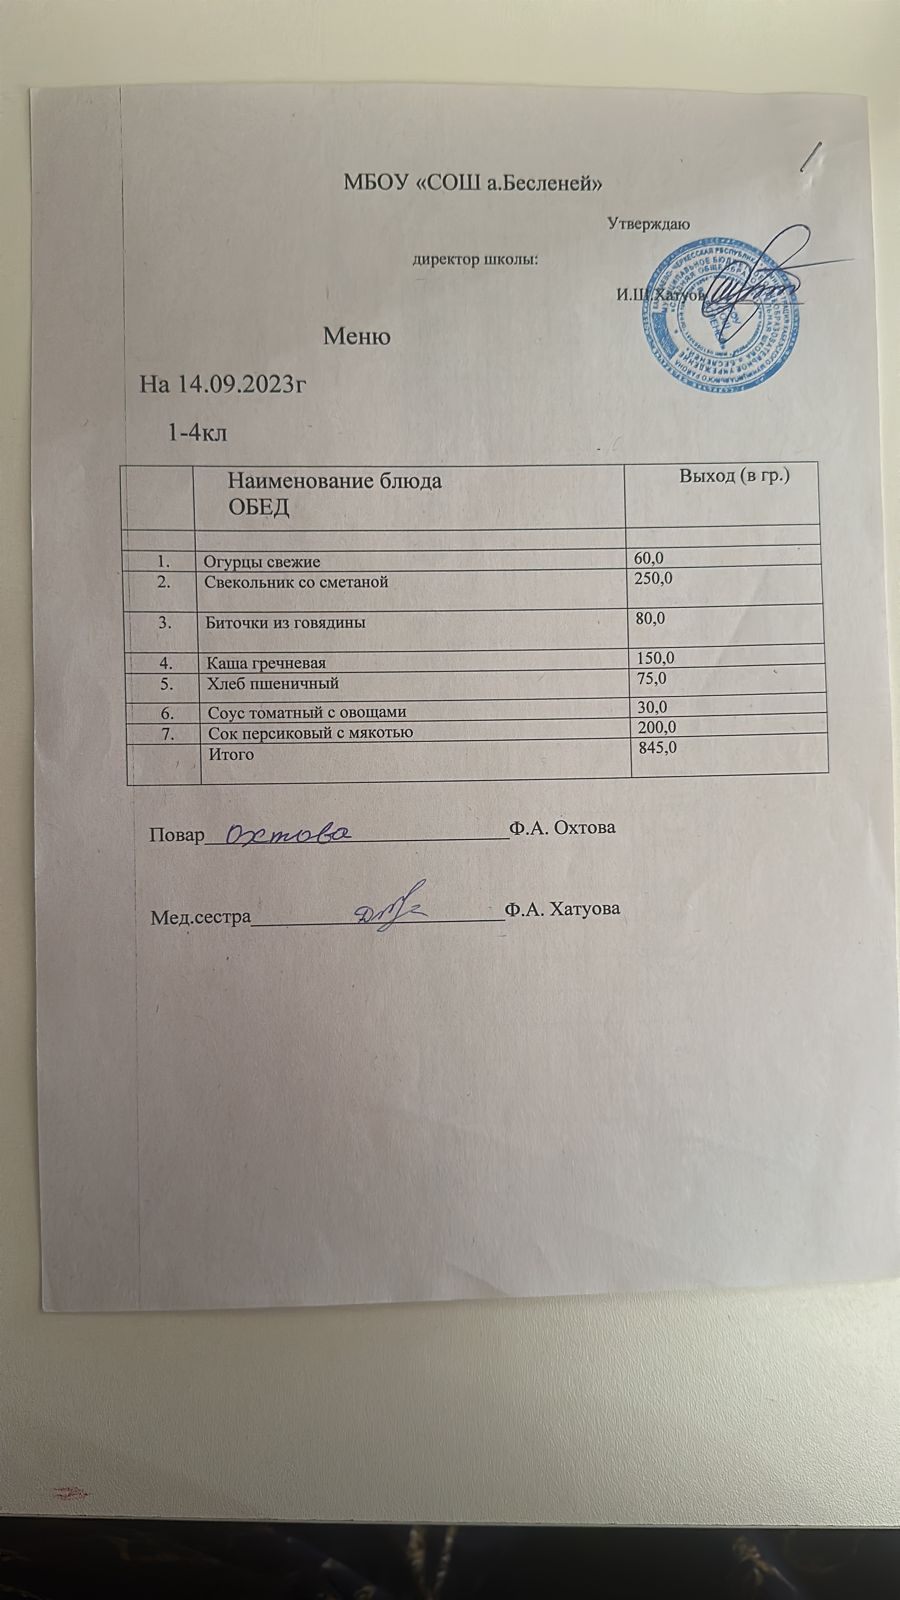 МБОУ «СОШ а.Бесленей»
Утверждаю
директор школы:
И.Ш.Хатуов
Меню
На 14.09.2023г
1-4кл
Наименование блюда Выход (в гр.)
ОБЕД
1. Огурцы свежие 60,0
2. Свекольник со сметаной 250,0
3. Биточки из говядины 80,0
4. Каша гречневая 150,0
5. Хлеб пшеничный 75,0
6. Соус томатный с овощами 30,0
7. Сок персиковый с мякотью 200,0
Итого 845,0
Повар Охтова Ф.А. Охтова
Мед.сестра Ф.А. Хатуова